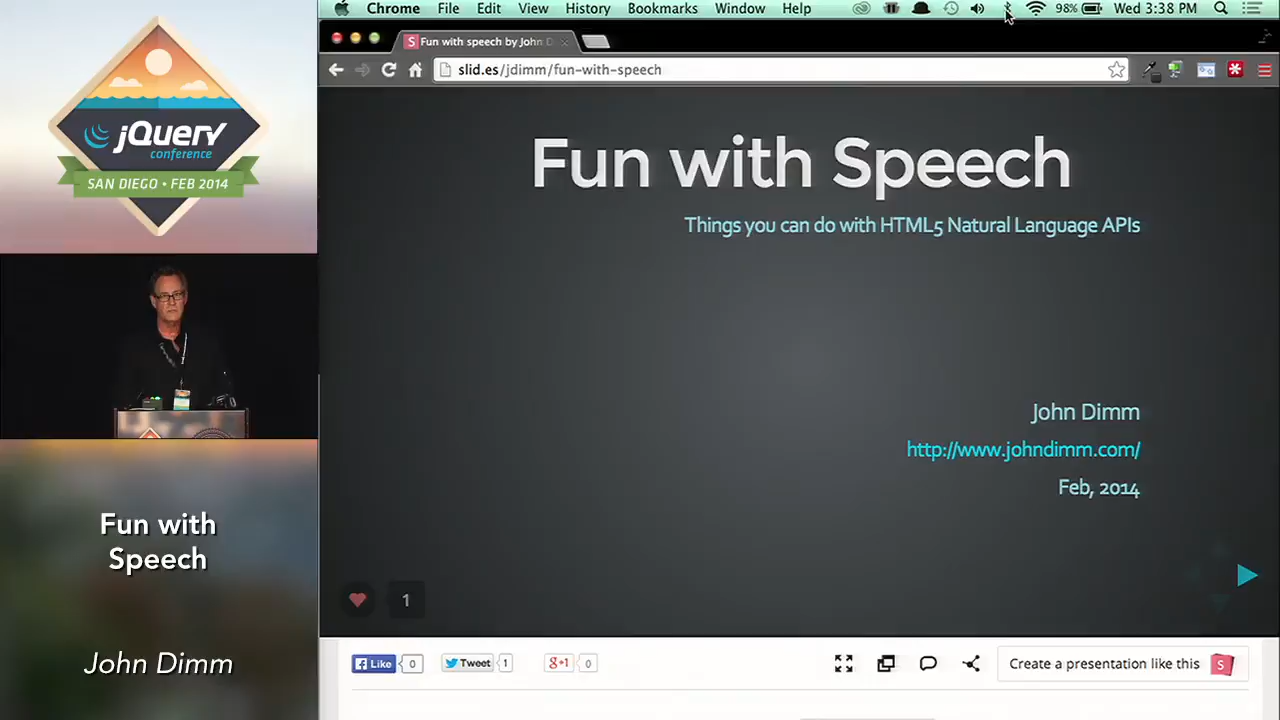 Chrome File Edit View History Bookmarks Window Help 98% Wed 3:38 PM
Fun with speech by John D
slid.es/jdimm/fun-with-speech
jQuery
conference
SAN DIEGO • FEB 2014
Fun with Speech
Things you can do with HTML5 Natural Language APIs
John Dimm
http://www.johndimm.com/
Feb, 2014
1
Fun with
Speech
John Dimm
Like 0 Tweet 1 g+1 0 Create a presentation like this S